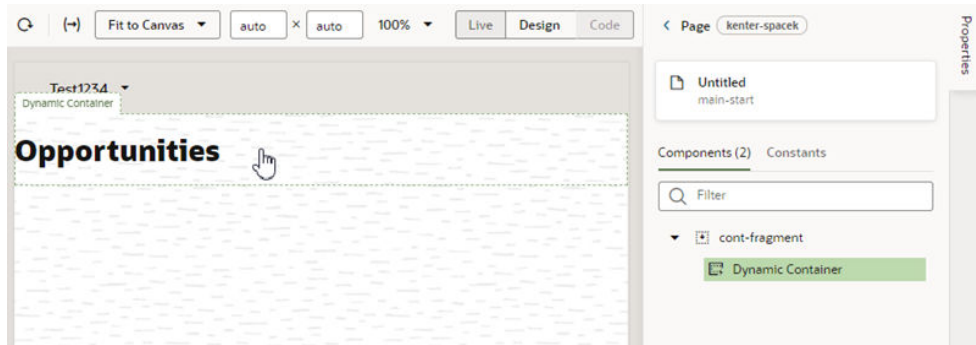 Fit to Canvas auto × auto 100% Live Design Code
Test1234
Dynamic Container
Opportunities
Page kenter-spacek
Untitled
main-start
Components (2) Constants
Filter
cont-fragment
Dynamic Container
Properties